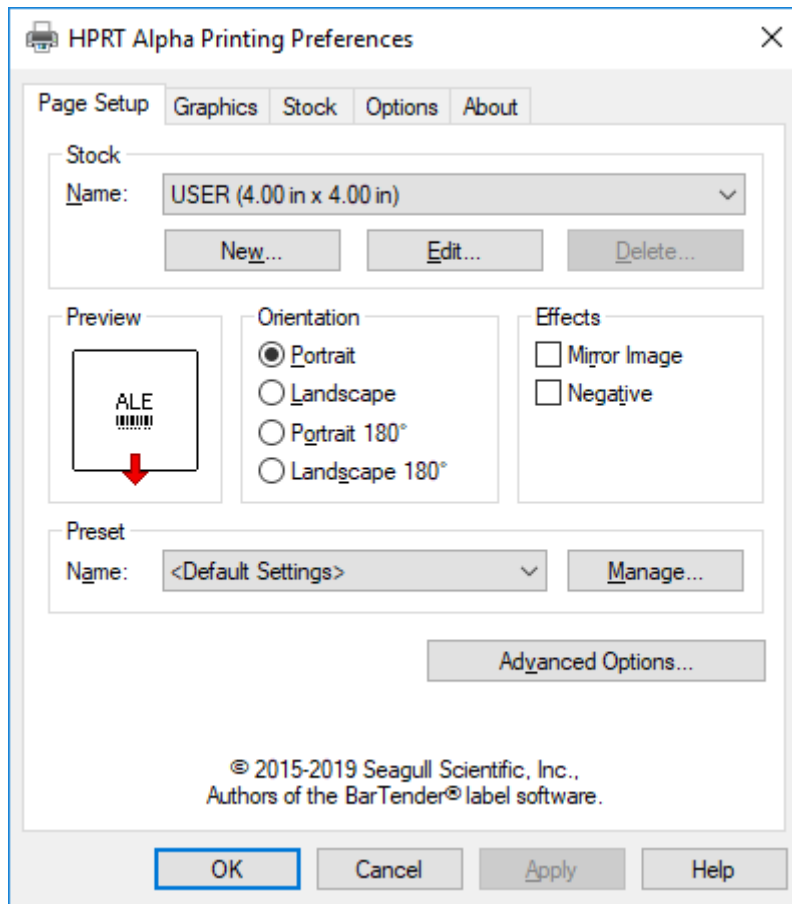 HPRT Alpha Printing Preferences
Page Setup Graphics Stock Options About
Stock
Name: USER (4.00 in x 4.00 in)
New... Edit... Delete...
Preview Orientation Effects
ALE
Portrait
Landscape
Portrait 180°
Landscape 180°
Mirror Image
Negative
Preset
Name: <Default Settings> Manage...
Advanced Options...
© 2015-2019 Seagull Scientific, Inc.,
Authors of the BarTender® label software.
OK Cancel Apply Help